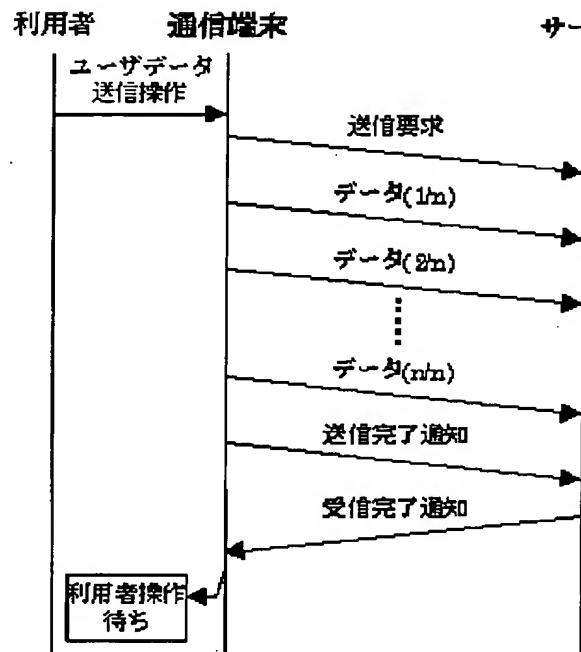 利用者 通信端末 サー
ユーザデータ
送信操作
送信要求
データ(1/n)
データ(2/n)
データ(n/n)
送信完了通知
受信完了通知
利用者操作
待ち